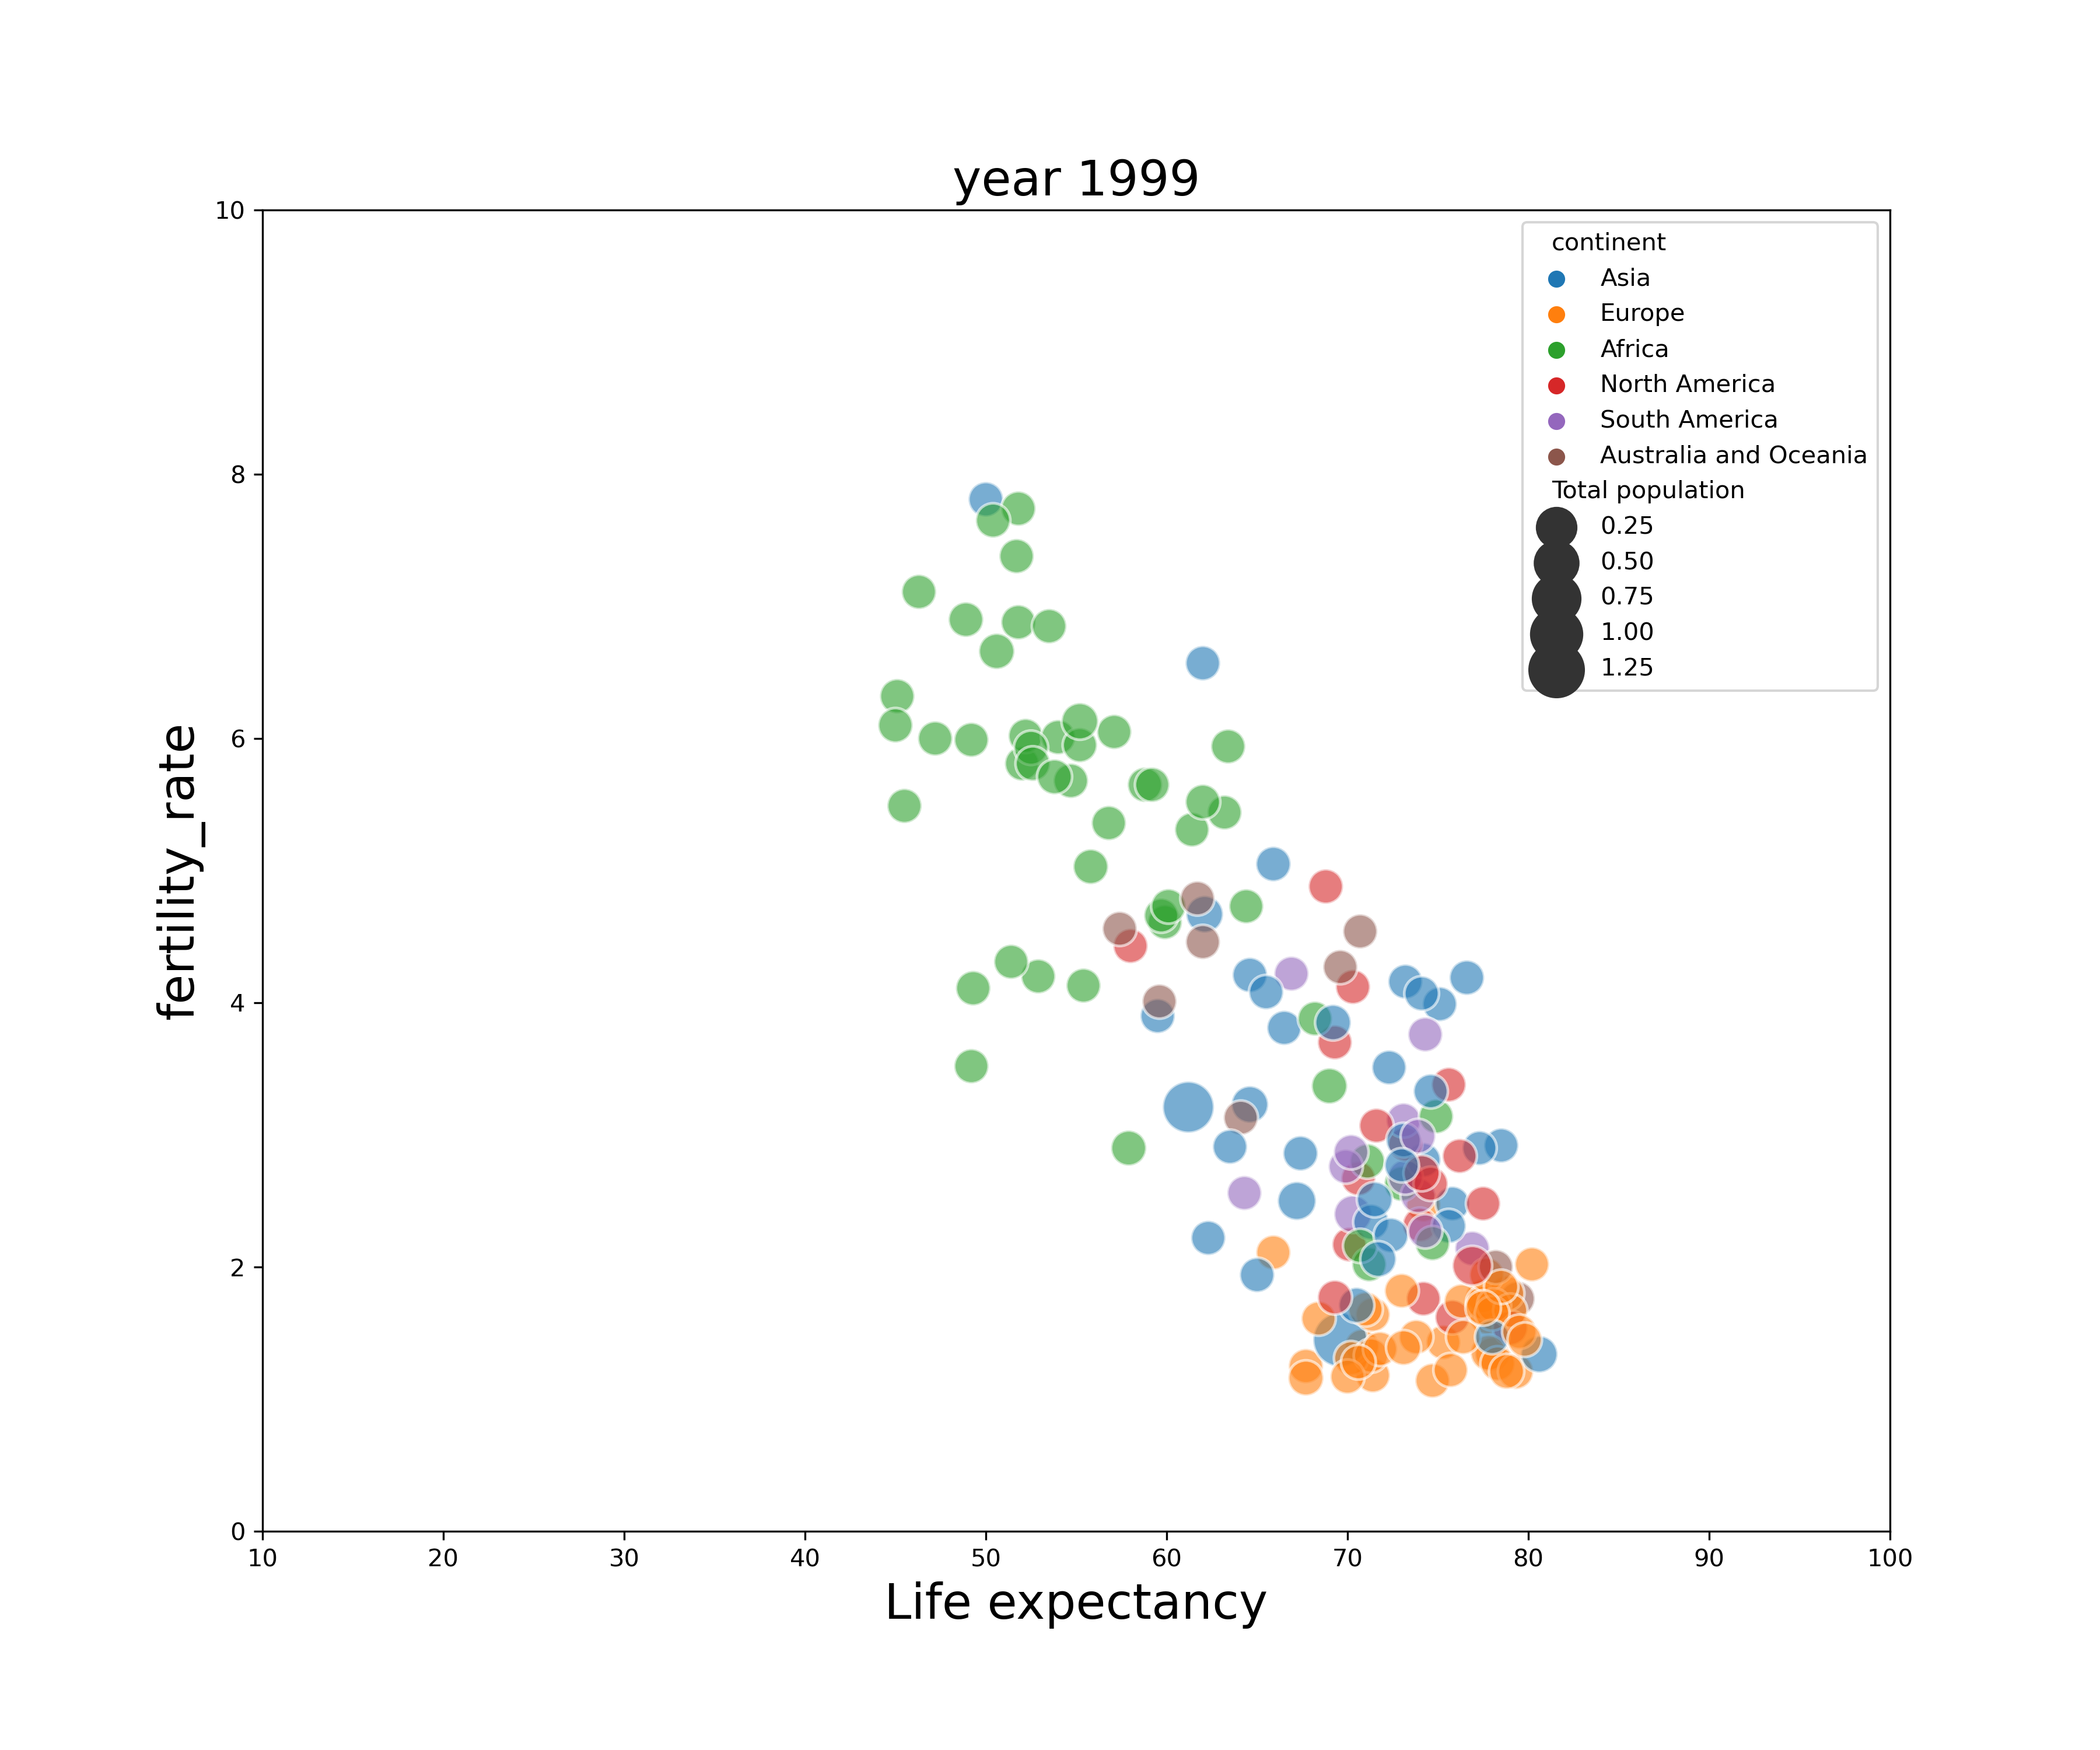 year 1999
10
8
6
4
2
0
fertility_rate
10 20 30 40 50 60 70 80 90 100
Life expectancy
continent
Asia
Europe
Africa
North America
South America
Australia and Oceania
Total population
0.25
0.50
0.75
1.00
1.25